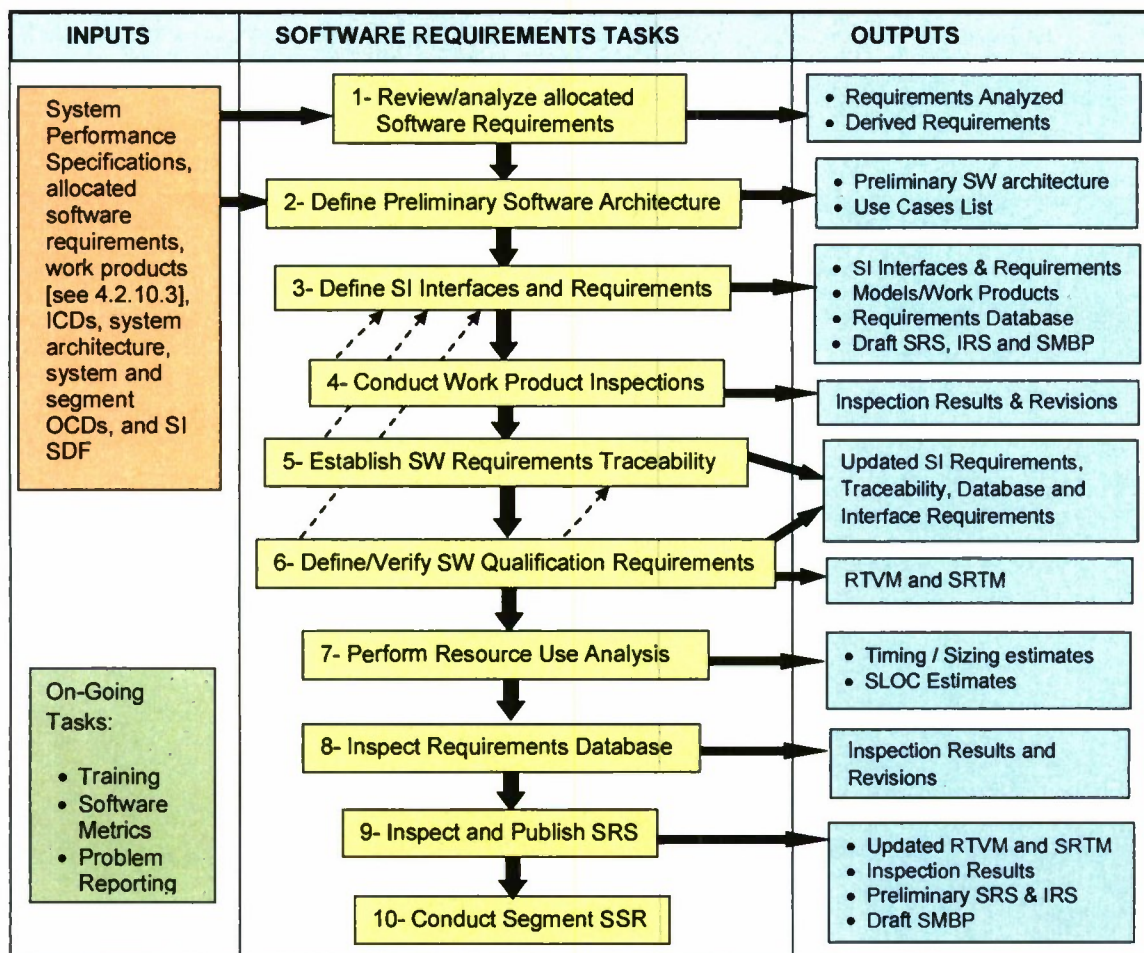 INPUTS
SOFTWARE REQUIREMENTS TASKS
OUTPUTS
System
Performance
Specifications,
allocated
software
requirements,
work products
[see 4.2.10.3],
ICDs, system
architecture,
system and
segment
OCDs, and SI
SDF
On-Going
Tasks:
• Training
• Software
Metrics
• Problem
Reporting
1- Review/analyze allocated
Software Requirements
2- Define Preliminary Software Architecture
3- Define SI Interfaces and Requirements
4- Conduct Work Product Inspections
5- Establish SW Requirements Traceability
6- Define/Verify SW Qualification Requirements
7- Perform Resource Use Analysis
8- Inspect Requirements Database
9- Inspect and Publish SRS
10- Conduct Segment SSR
• Requirements Analyzed
• Derived Requirements
• Preliminary SW architecture
• Use Cases List
• SI Interfaces & Requirements
• Models/Work Products
• Requirements Database
• Draft SRS, IRS and SMBP
Inspection Results & Revisions
Updated SI Requirements,
Traceability, Database and
Interface Requirements
RTVM and SRTM
• Timing / Sizing estimates
• SLOC Estimates
Inspection Results and
Revisions
• Updated RTVM and SRTM
• Inspection Results
• Preliminary SRS & IRS
• Draft SMBP